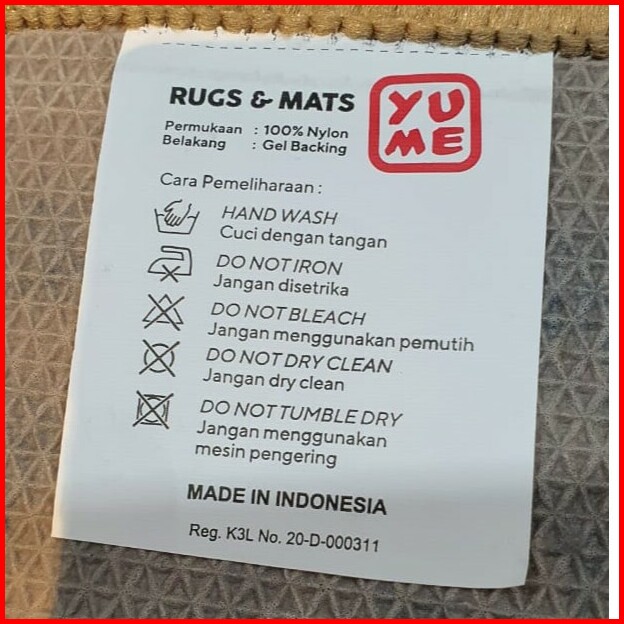 RUGS & MATS
YU
ME
Permukaan : 100% Nylon
Belakang : Gel Backing
Cara Pemeliharaan :
HAND WASH
Cuci dengan tangan
DO NOT IRON
Jangan disetrika
DO NOT BLEACH
Jangan menggunakan pemutih
DO NOT DRY CLEAN
Jangan dry clean
DO NOT TUMBLE DRY
Jangan menggunakan
mesin pengering
MADE IN INDONESIA
Reg. K3L No. 20-D-000311